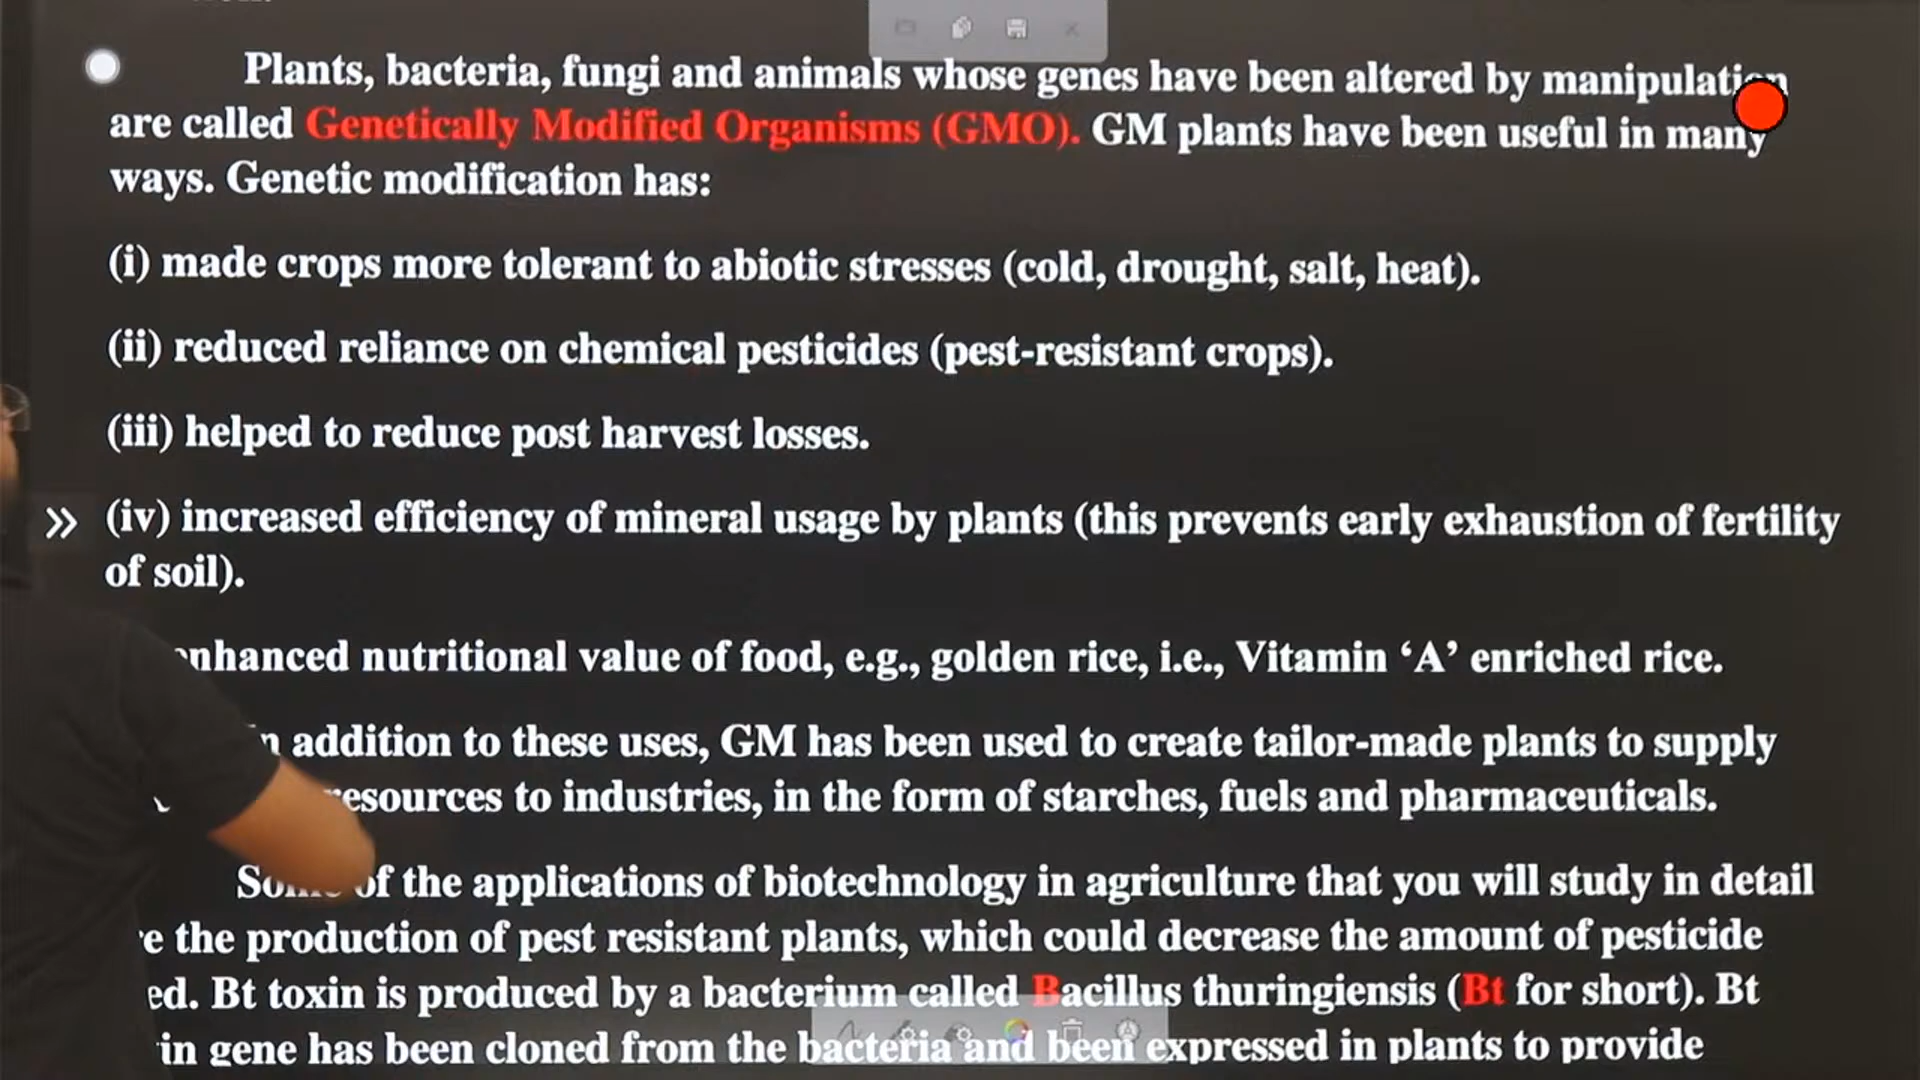 Plants, bacteria, fungi and animals whose genes have been altered by manipulation
are called Genetically Modified Organisms (GMO). GM plants have been useful in many
ways. Genetic modification has:
(i) made crops more tolerant to abiotic stresses (cold, drought, salt, heat).
(ii) reduced reliance on chemical pesticides (pest-resistant crops).
(iii) helped to reduce post harvest losses.
(iv) increased efficiency of mineral usage by plants (this prevents early exhaustion of fertility
of soil).
enhanced nutritional value of food, e.g., golden rice, i.e., Vitamin ‘A’ enriched rice.
addition to these uses, GM has been used to create tailor-made plants to supply
resources to industries, in the form of starches, fuels and pharmaceuticals.
Some of the applications of biotechnology in agriculture that you will study in detail
the production of pest resistant plants, which could decrease the amount of pesticide
Bt toxin is produced by a bacterium called Bacillus thuringiensis (Bt for short). Bt
gene has been cloned from the bacteria and been expressed in plants to provide